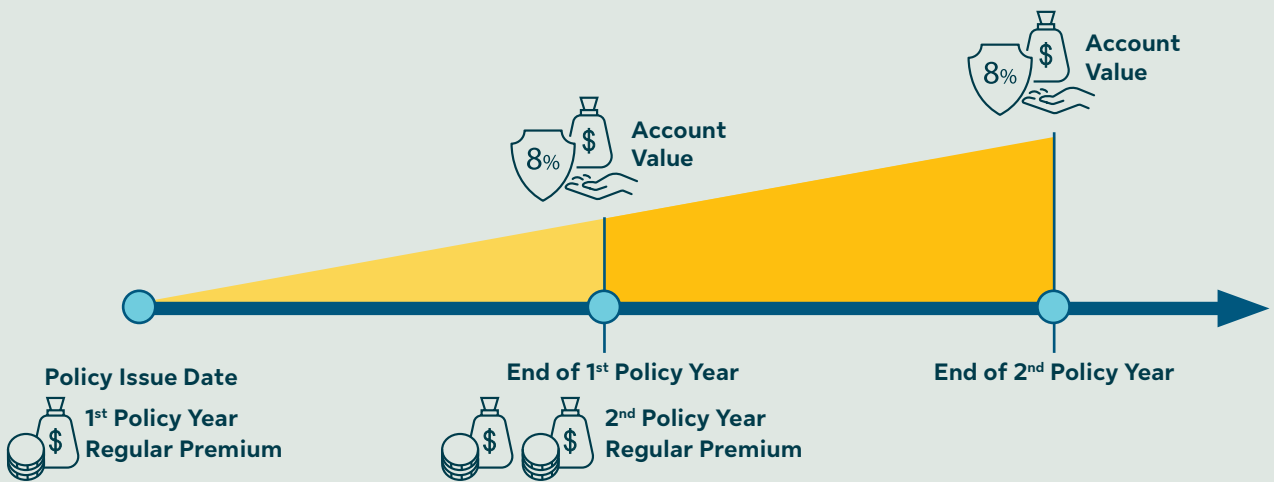 $
8%
Account
Value
$
8%
Account
Value
Policy Issue Date
End of 1st Policy Year
End of 2nd Policy Year
$
1st Policy Year
Regular Premium
$
$
2nd Policy Year
Regular Premium